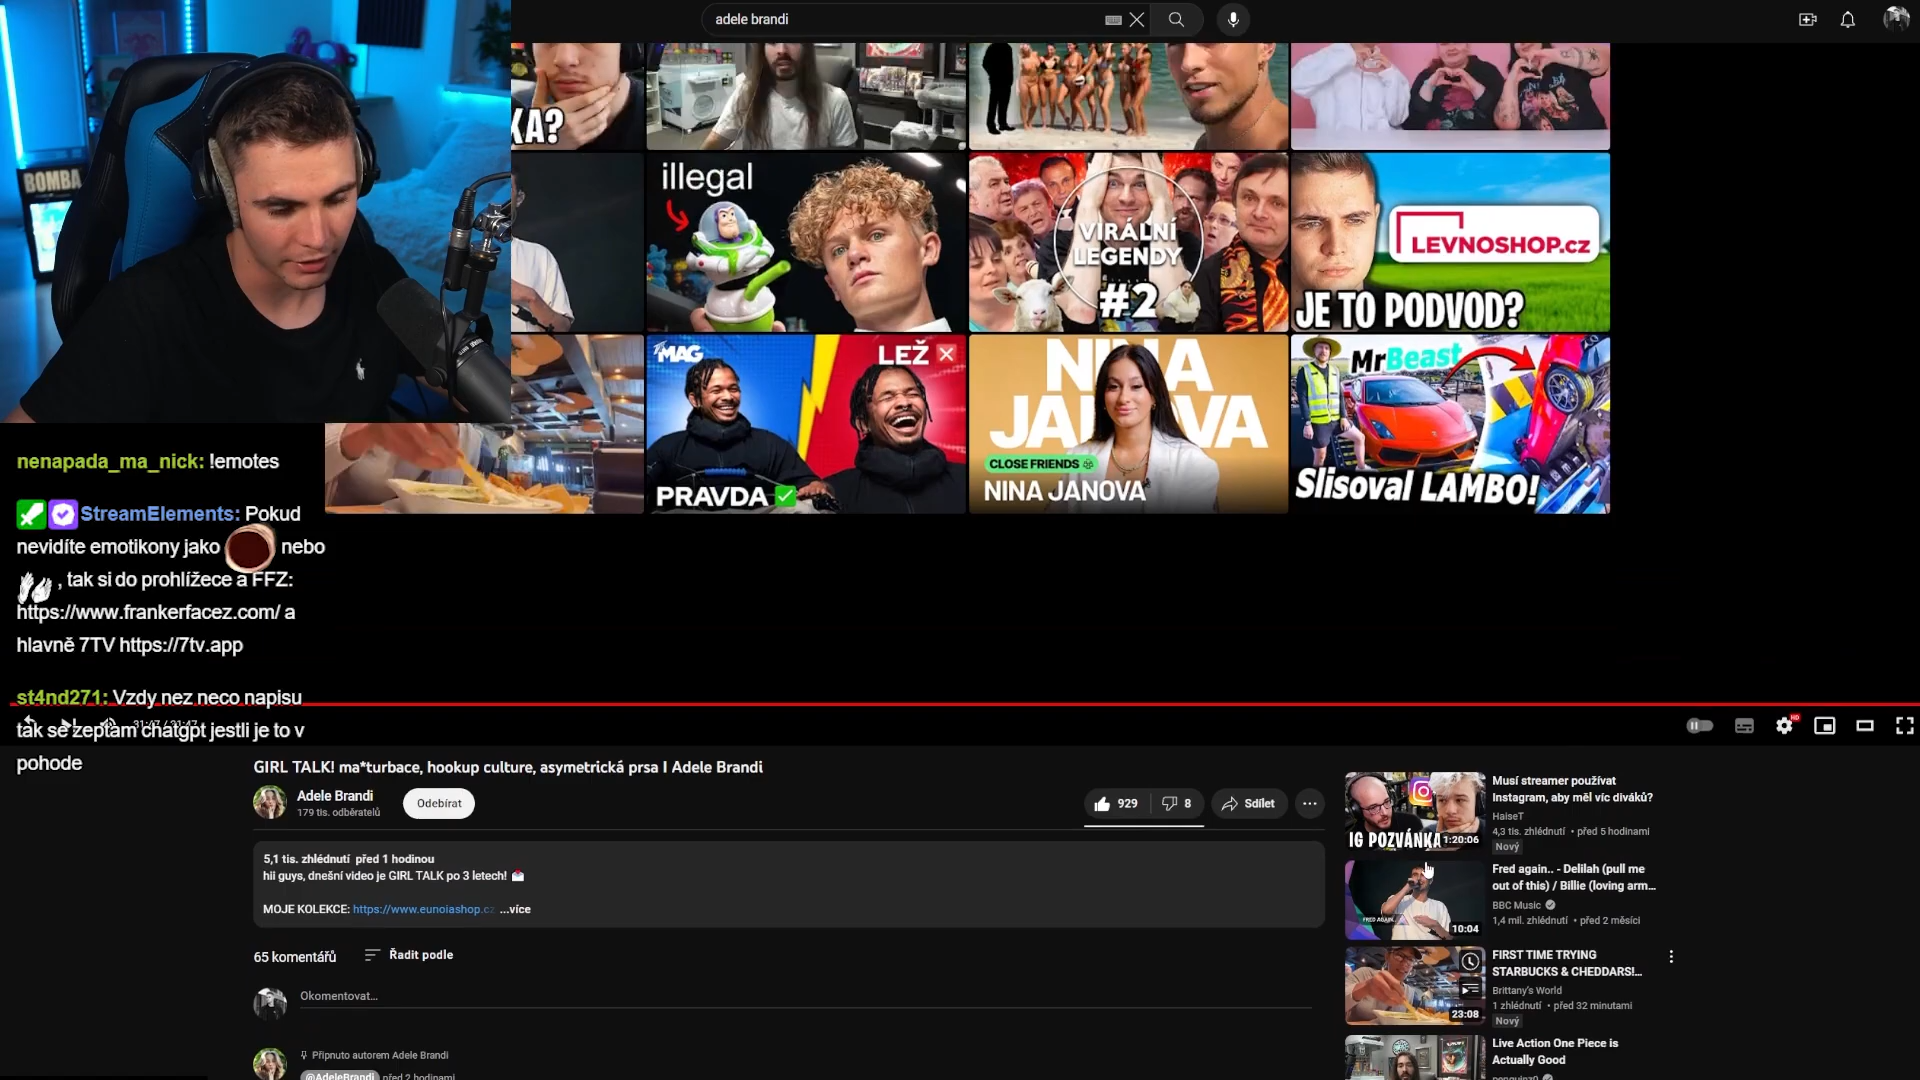 adele brandi
BOMBA
KA?
illegal
VIRÁLNÍ
LEGENDY
#2
LEVNOSHOP.cz
JE TO PODVOD?
MAG
LEŽ
PRAVDA
NINA
JANOVA
CLOSE FRIENDS
NINA JANOVA
MrBeast
Slisoval LAMBO!
nenapada_ma_nick: !emotes
StreamElements: Pokud
nevidíte emotikony jako nebo
, tak si do prohlížece a FFZ:
https://www.frankerfacez.com/ a
hlavně 7TV https://7tv.app
st4nd271: Vzdy nez neco napisu
tak se zeptam chatgpt jestli je to v
pohode
31:47 / 31:47
HD
GIRL TALK! ma*turbace, hookup culture, asymetrická prsa I Adele Brandi
Adele Brandi
179 tis. odběratelů
Odebírat
929
8
Sdílet
5,1 tis. zhlédnutí před 1 hodinou
hii guys, dnešní video je GIRL TALK po 3 letech!
MOJE KOLEKCE: https://www.eunoiashop.cz ...více
65 komentářů
Řadit podle
Okomentovat...
Připnuto autorem Adele Brandi
@AdeleBrandi před 2 hodinami
IG POZVÁNKA
1:20:06
Musí streamer používat
Instagram, aby měl víc diváků?
HaiseT
4,3 tis. zhlédnutí • před 5 hodinami
Nový
FRED AGAIN..
10:04
Fred again.. - Delilah (pull me
out of this) / Billie (loving arm...
BBC Music
1,4 mil. zhlédnutí • před 2 měsíci
23:08
FIRST TIME TRYING
STARBUCKS & CHEDDARS!...
Brittany's World
1 zhlédnutí • před 32 minutami
Nový
Live Action One Piece is
Actually Good
penguinz0